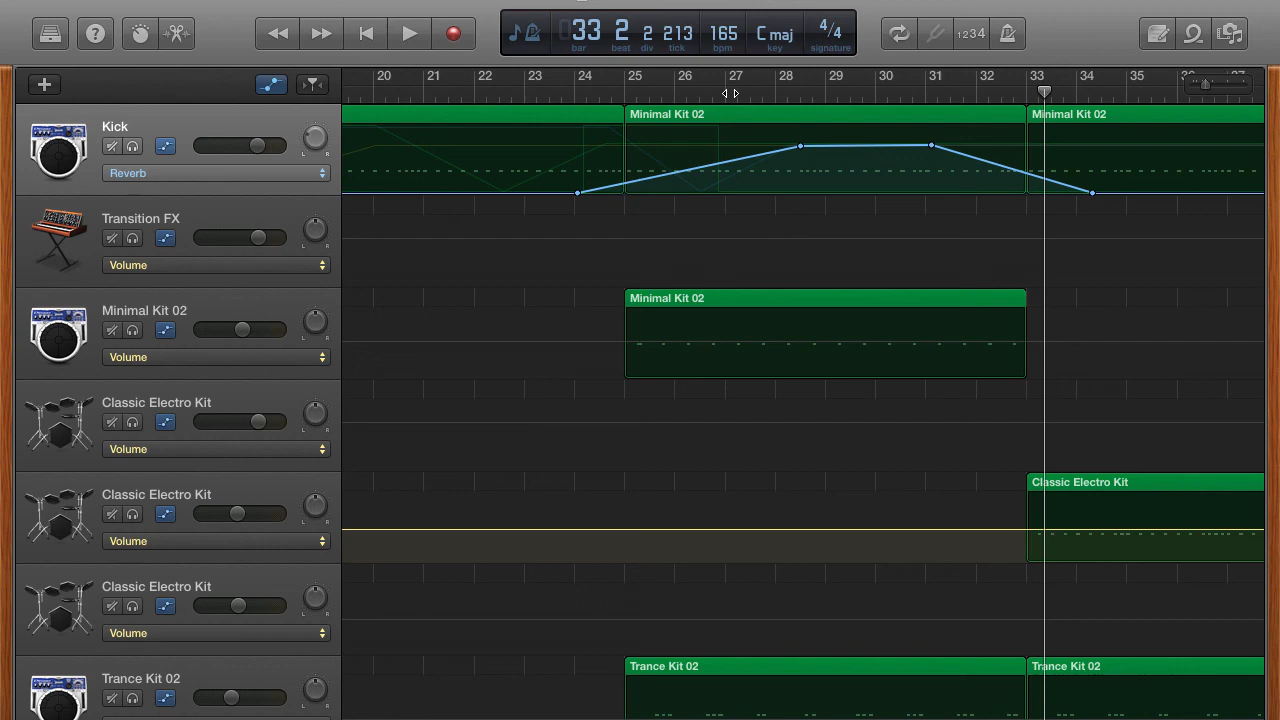 33 2 2 213 165 C maj 4/4
bar beat div tick bpm key signature
1234
20 21 22 23 24 25 26 27 28 29 30 31 32 33 34 35 36 37
Kick
Reverb
L R
Minimal Kit 02
Minimal Kit 02
Transition FX
Volume
L R
Minimal Kit 02
Volume
L R
Minimal Kit 02
Classic Electro Kit
Volume
L R
Classic Electro Kit
Volume
L R
Classic Electro Kit
Classic Electro Kit
Volume
L R
Trance Kit 02
L R
Trance Kit 02
Trance Kit 02